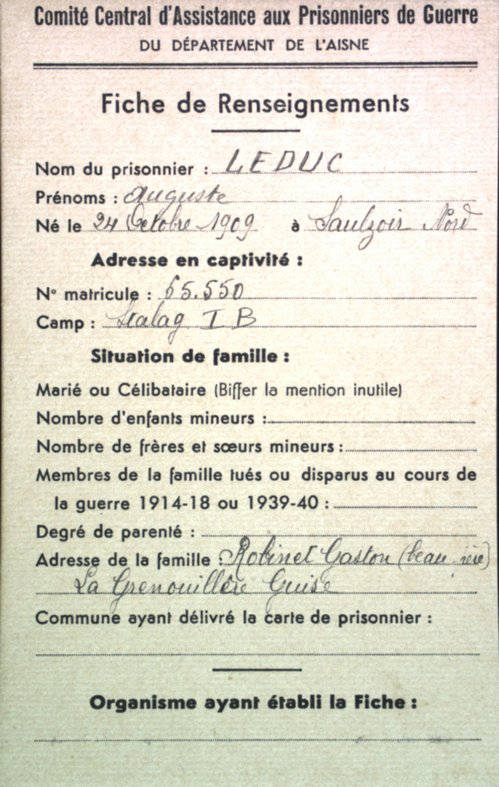 Comité Central d'Assistance aux Prisonniers de Guerre
DU DÉPARTEMENT DE L'AISNE
Fiche de Renseignements
Nom du prisonnier : LEDUC
Prénoms : Auguste
Né le 24 Octobre 1909 à Saulzoir Nord
Adresse en captivité :
No matricule : 65.550
Camp : Stalag I B
Situation de famille :
Marié ou Célibataire (Biffer la mention inutile)
Nombre d'enfants mineurs :
Nombre de frères et sœurs mineurs :
Membres de la famille tués ou disparus au cours de
la guerre 1914-18 ou 1939-40 :
Degré de parenté :
Adresse de la famille : Robinet Gaston (beau
La Grenouillère Guise
Commune ayant délivré la carte de prisonnier :
Organisme ayant établi la Fiche :